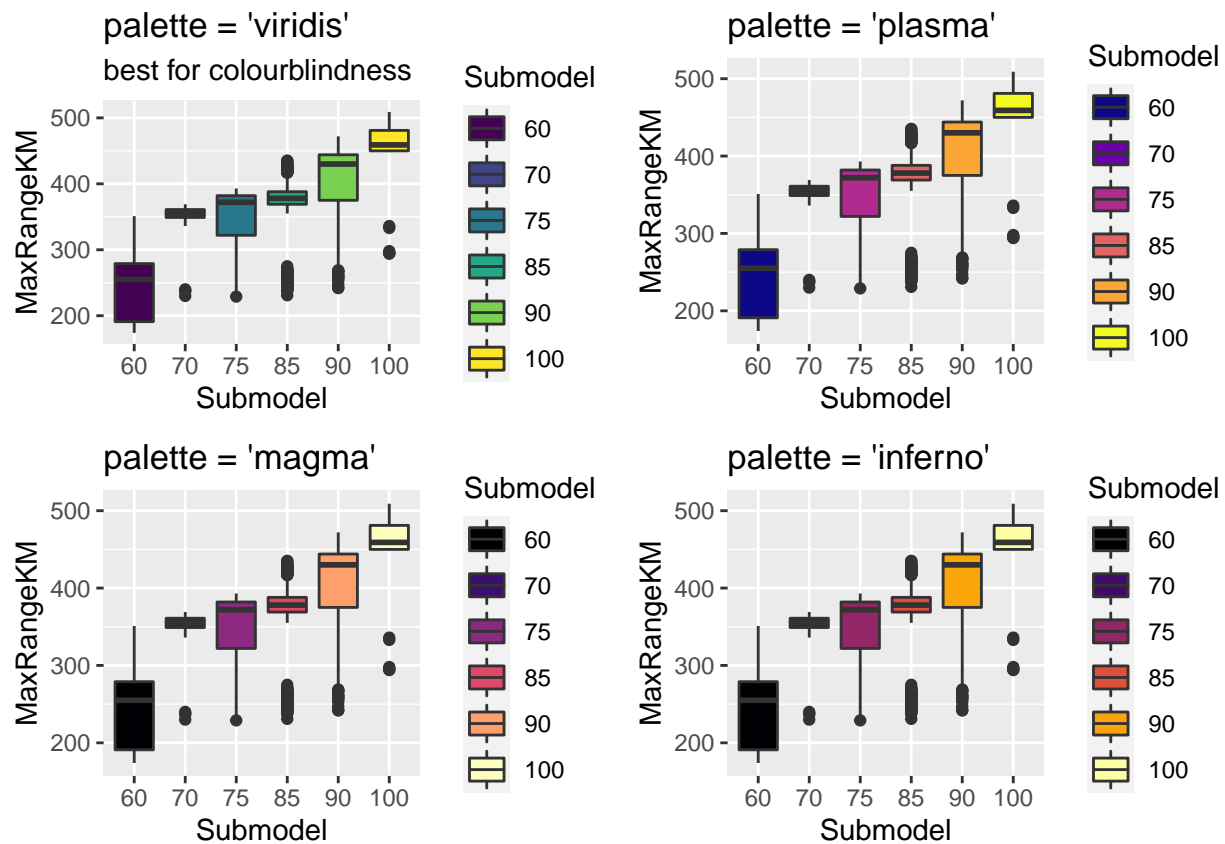 palette = 'viridis'
best for colourblindness
MaxRangeKM
500
400
300
200
60 70 75 85 90 100
Submodel
Submodel
60
70
75
85
90
100
palette = 'plasma'
MaxRangeKM
500
400
300
200
60 70 75 85 90 100
Submodel
Submodel
60
70
75
85
90
100
palette = 'magma'
MaxRangeKM
500
400
300
200
60 70 75 85 90 100
Submodel
Submodel
60
70
75
85
90
100
palette = 'inferno'
MaxRangeKM
500
400
300
200
60 70 75 85 90 100
Submodel
Submodel
60
70
75
85
90
100